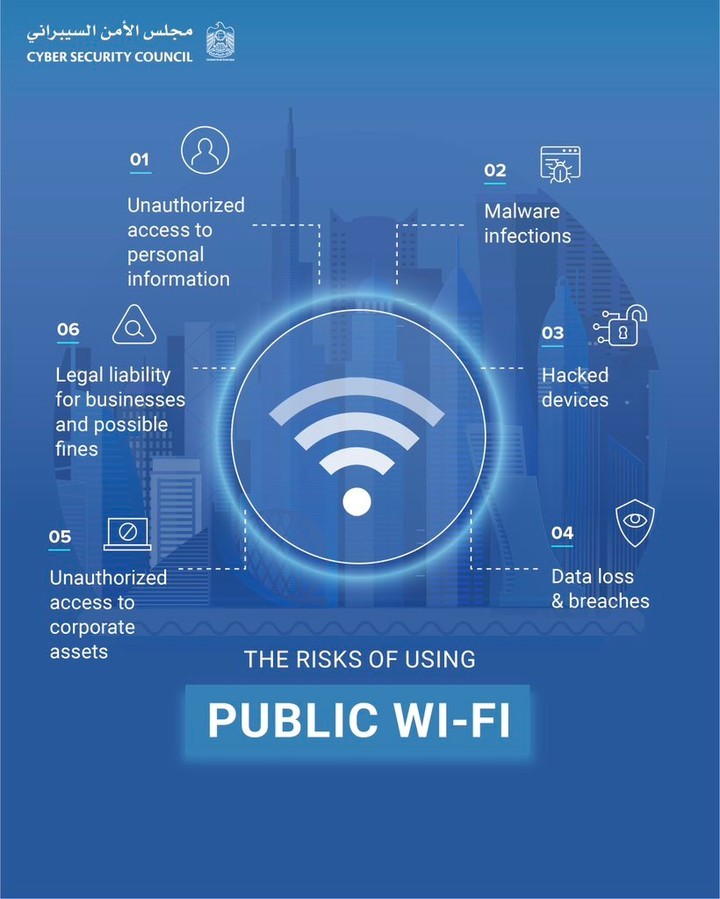 مجلس الأمن السيبراني
CYBER SECURITY COUNCIL
01
Unauthorized
access to
personal
information
02
Malware
infections
03
Hacked
devices
04
Data loss
& breaches
05
Unauthorized
access to
corporate
assets
06
Legal liability
for businesses
and possible
fines
THE RISKS OF USING
PUBLIC WI-FI